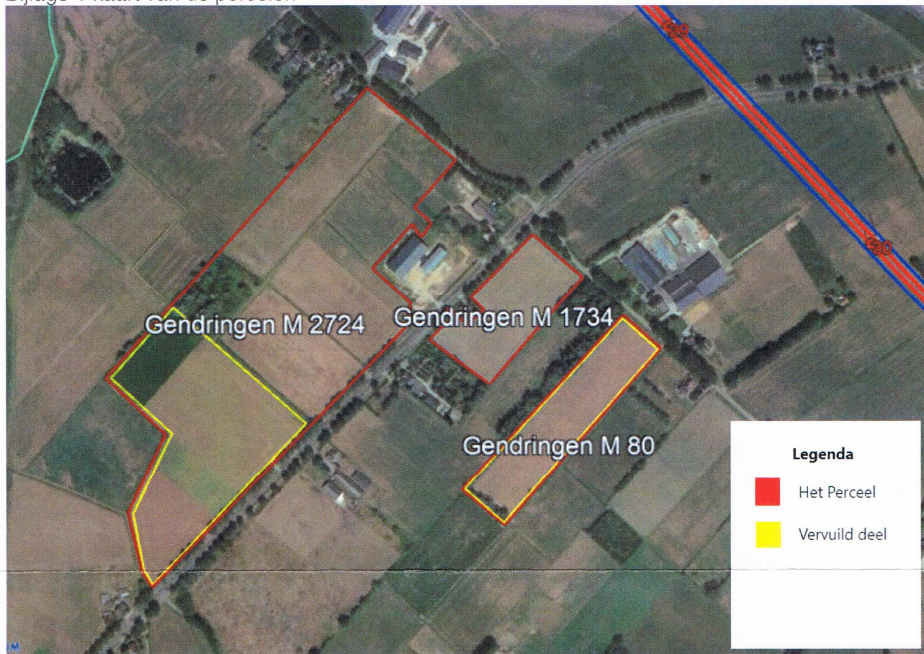 Gendringen M 2724
Gendringen M 1734
Gendringen M 80
Legenda
Het Perceel
Vervuild deel